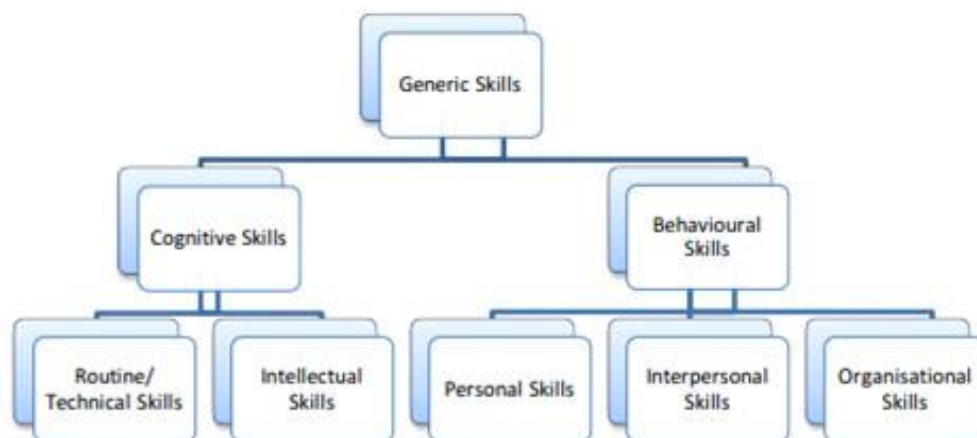 Generic Skills
Cognitive Skills
Behavioural
Skills
Routine/
Technical Skills
Intellectual
Skills
Personal Skills
Interpersonal
Skills
Organisational
Skills